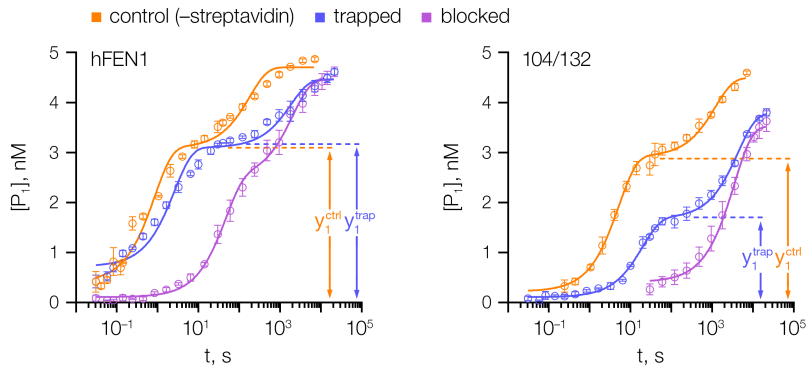 control (–streptavidin) trapped blocked
hFEN1
[P₁], nM
5
4
3
2
1
0
y₁ᶜᵗʳˡ y₁ᵗʳᵃᵖ
10⁻¹ 10¹ 10³ 10⁵
t, s
104/132
[P₁], nM
5
4
3
2
1
0
y₁ᵗʳᵃᵖ y₁ᶜᵗʳˡ
10⁻¹ 10¹ 10³ 10⁵
t, s